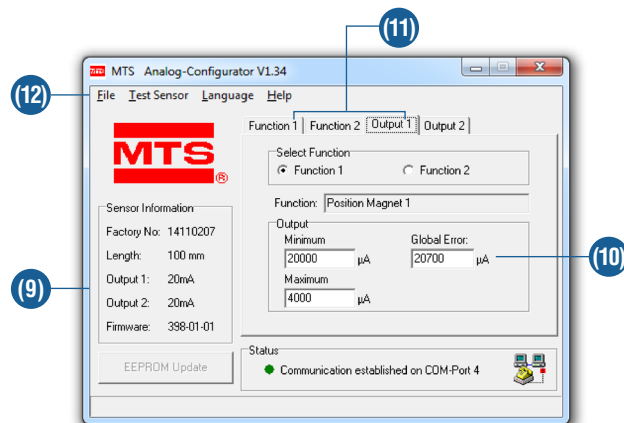 (11)
MTS Analog-Configurator V1.34
(12)
File Test Sensor Language Help
Function 1 Function 2 Output 1 Output 2
MTS
®
Select Function
Function 1 Function 2
Function: Position Magnet 1
Output
Minimum Global Error:
20000 µA 20700 µA
(10)
Maximum
4000 µA
Sensor Information
Factory No: 14110207
Length: 100 mm
Output 1: 20mA
(9)
Output 2: 20mA
Firmware: 398-01-01
EEPROM Update
Status
Communication established on COM-Port 4